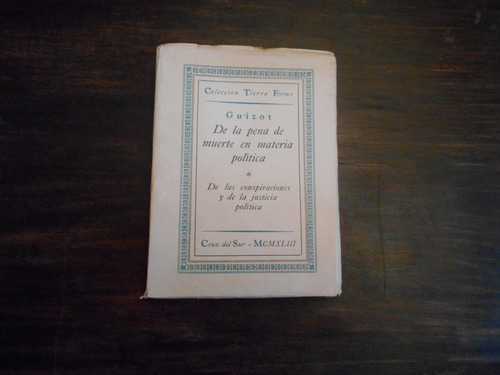 Colección Tierra Firme
Guizot
De la pena de
muerte en materia
política
*
De las conspiraciones
y de la justicia
política
Cruz del Sur - MCMXLIII